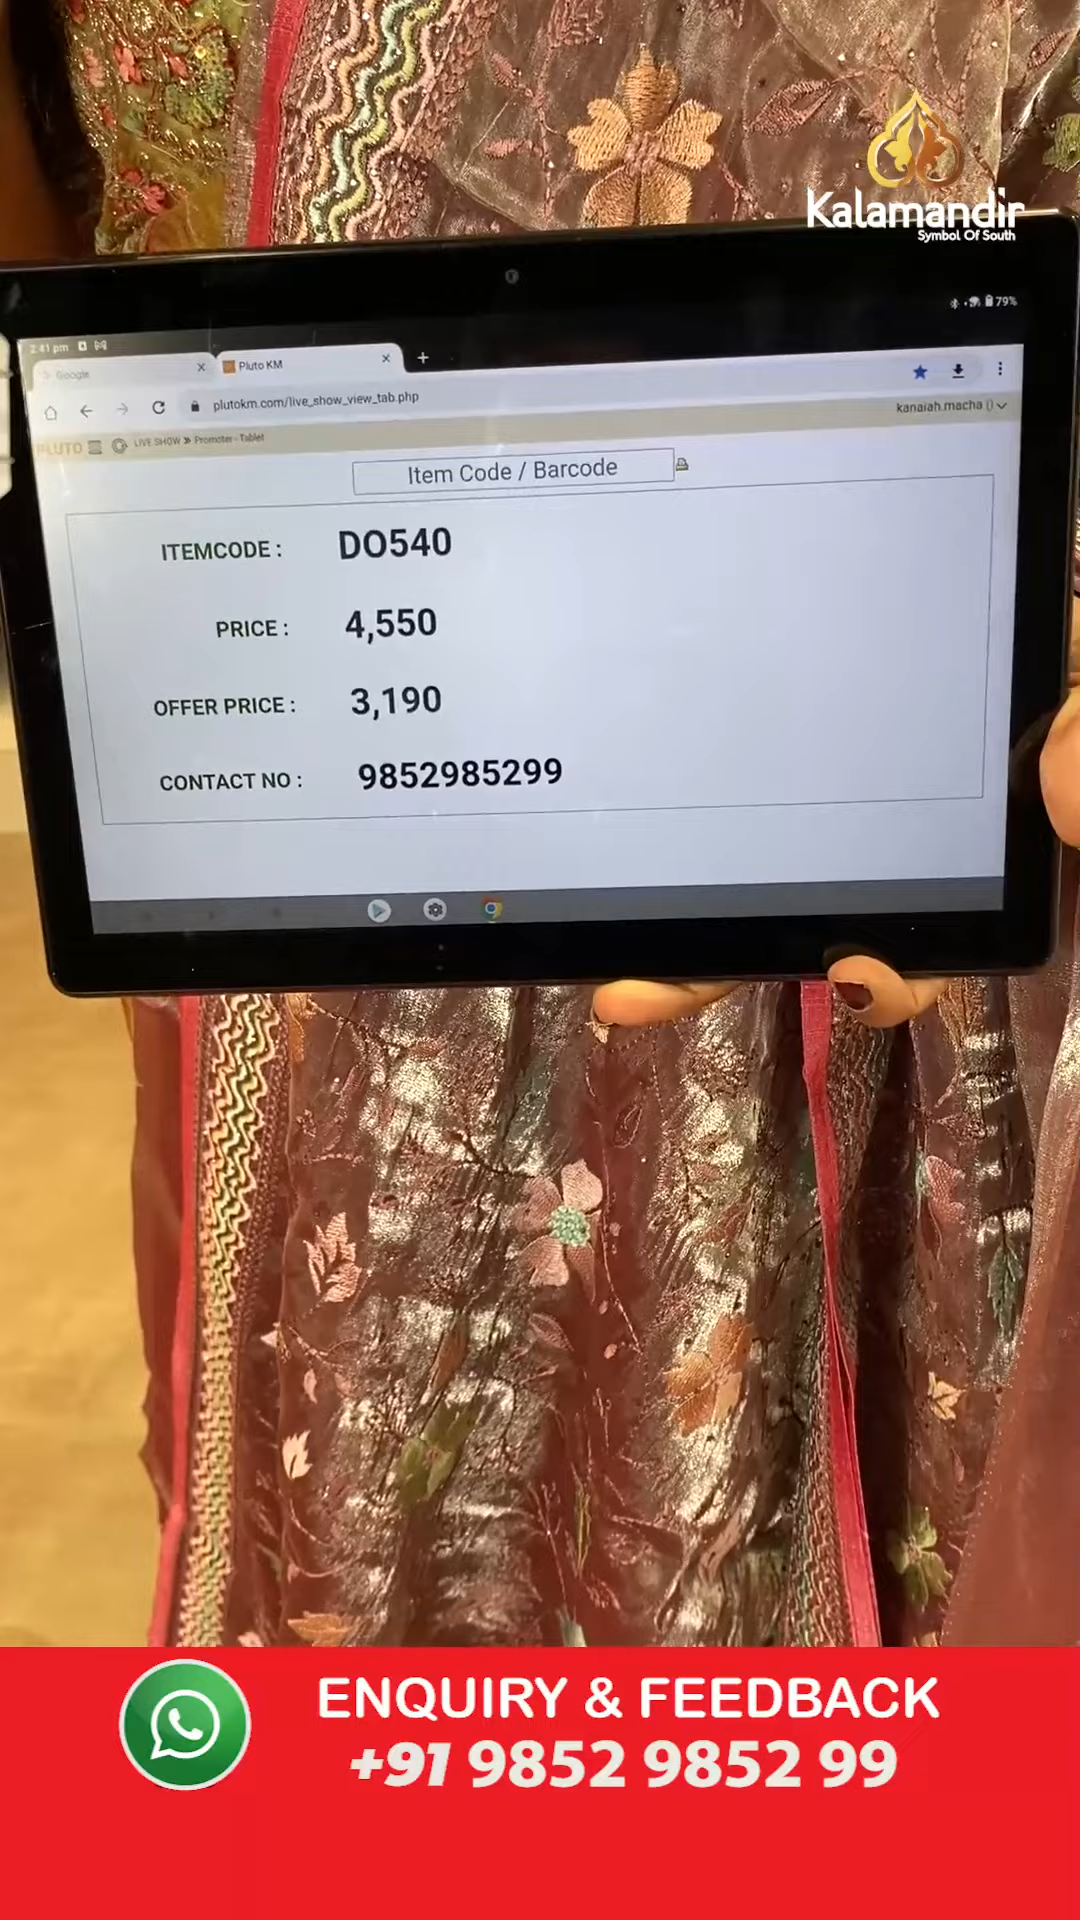 Kalamandir
Symbol Of South
79%
2:41 pm
Google
Pluto KM
plutokm.com/live_show_view_tab.php
kanaiah.macha ()
PLUTO
LIVE SHOW » Promoter - Tablet
Item Code / Barcode
ITEMCODE : DO540
PRICE : 4,550
OFFER PRICE : 3,190
CONTACT NO : 9852985299
ENQUIRY & FEEDBACK
+91 9852 9852 99